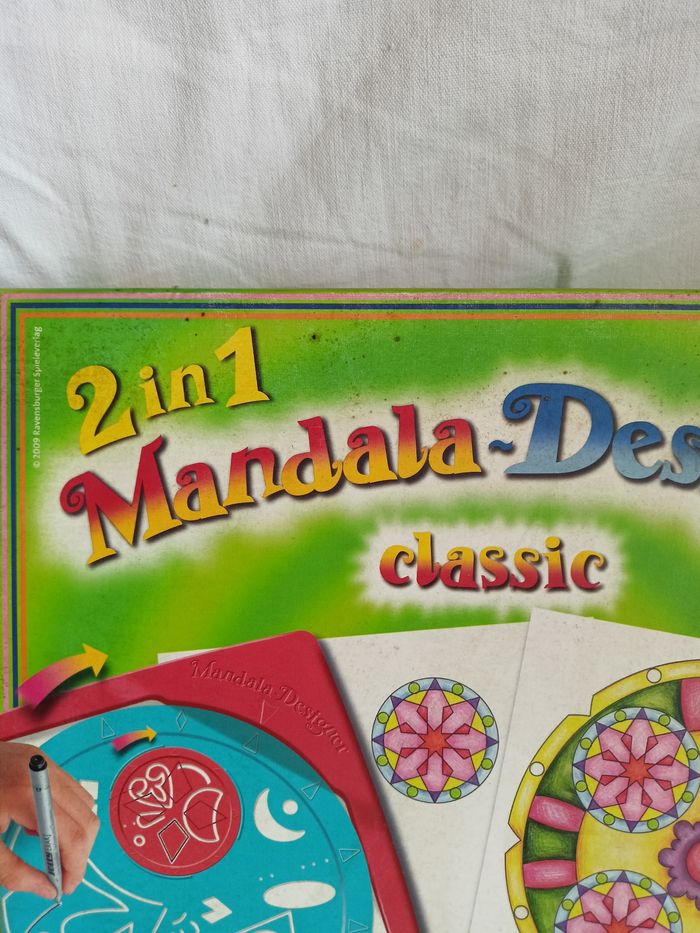 © 2009 Ravensburger Spieleverlag
2 in 1
Mandala-Des
classic
Mandala Designer